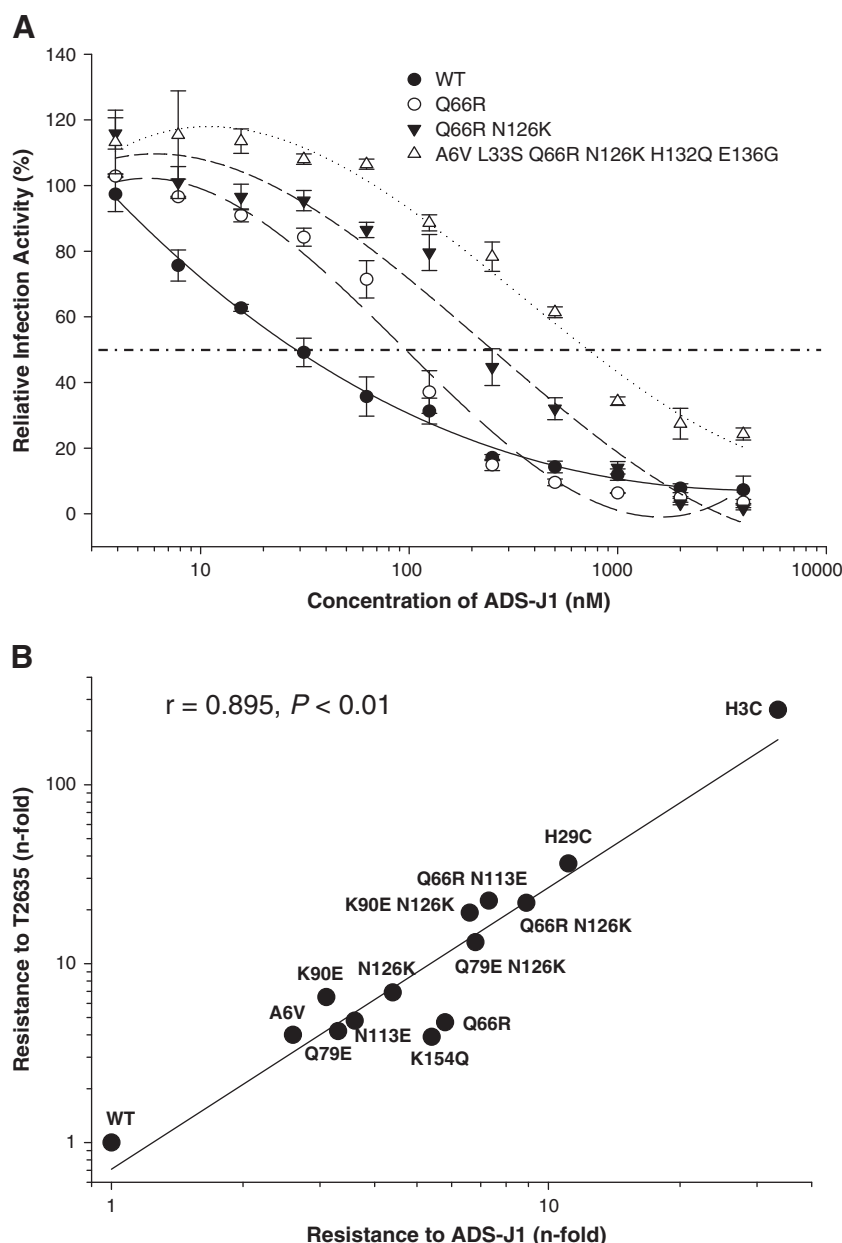 A
140
120
100
80
60
40
20
0
Reliative Infection Activity (%)
WT
Q66R
Q66R N126K
A6V L33S Q66R N126K H132Q E136G
10
100
1000
10000
Concentration of ADS-J1 (nM)
B
r = 0.895, P < 0.01
H3C
100
H29C
Q66R N113E
K90E N126K
Q66R N126K
Q79E N126K
10
N126K
K90E
A6V
Q66R
N113E
Q79E
K154Q
WT
1
Resistance to T2635 (n-fold)
1
10
Resistance to ADS-J1 (n-fold)